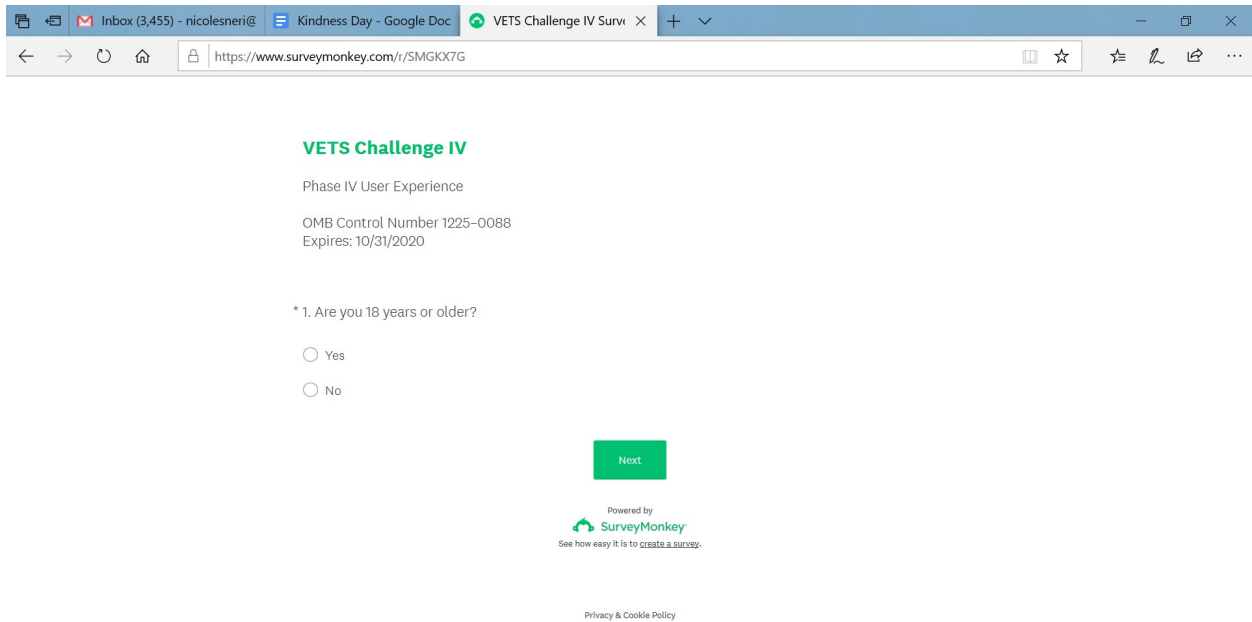 Inbox (3,455) - nicolesneri@
Kindness Day - Google Doc
VETS Challenge IV Surve
https://www.surveymonkey.com/r/SMGKX7G
VETS Challenge IV
Phase IV User Experience
OMB Control Number 1225-0088
Expires: 10/31/2020
* 1. Are you 18 years or older?
Yes
No
Next
Powered by
SurveyMonkey
See how easy it is to create a survey.
Privacy & Cookie Policy